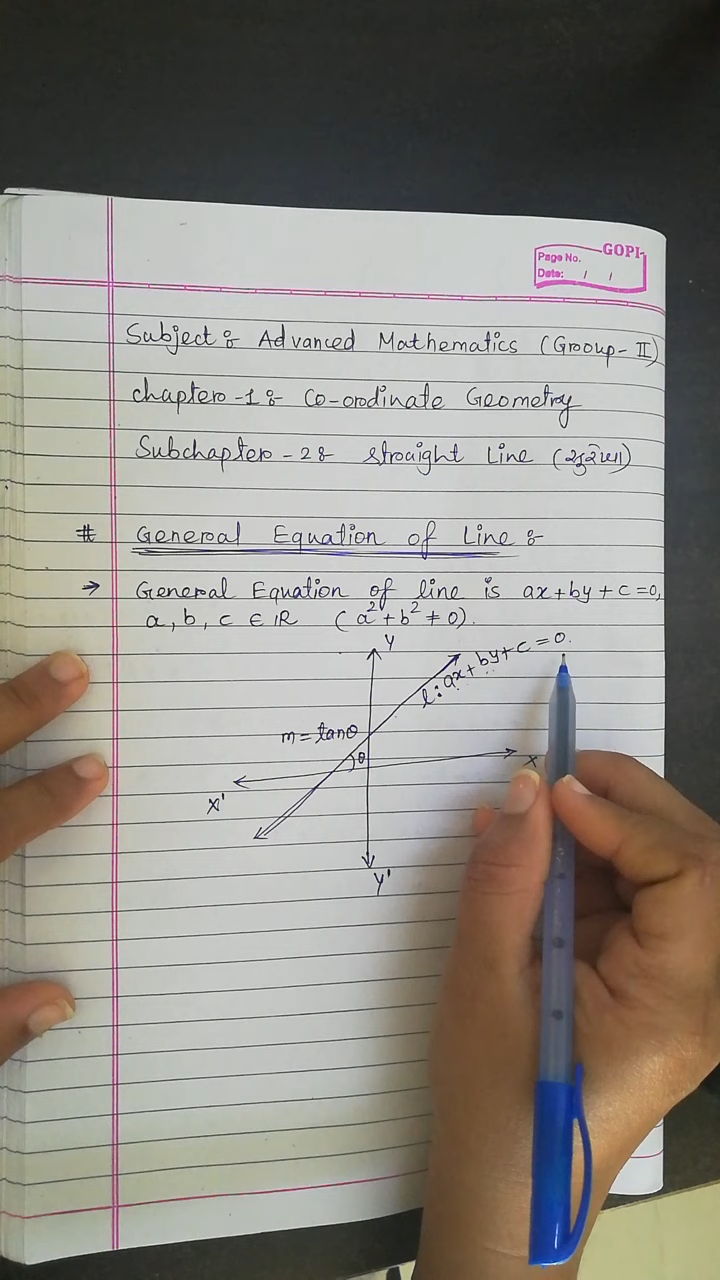 GOPI
Page No.
Date: / /
Subject: Advanced Mathematics (Group-II)
chapter-1: Co-ordinate Geometry
Subchapter-2: straight Line (સુરેખા)
# General Equation of Line:
→ General Equation of line is ax+by+c=0,
a, b, c ∈ IR (a²+b²≠0).
Y
l: ax+by+c=0.
m=tanθ
θ
X
X'
Y'